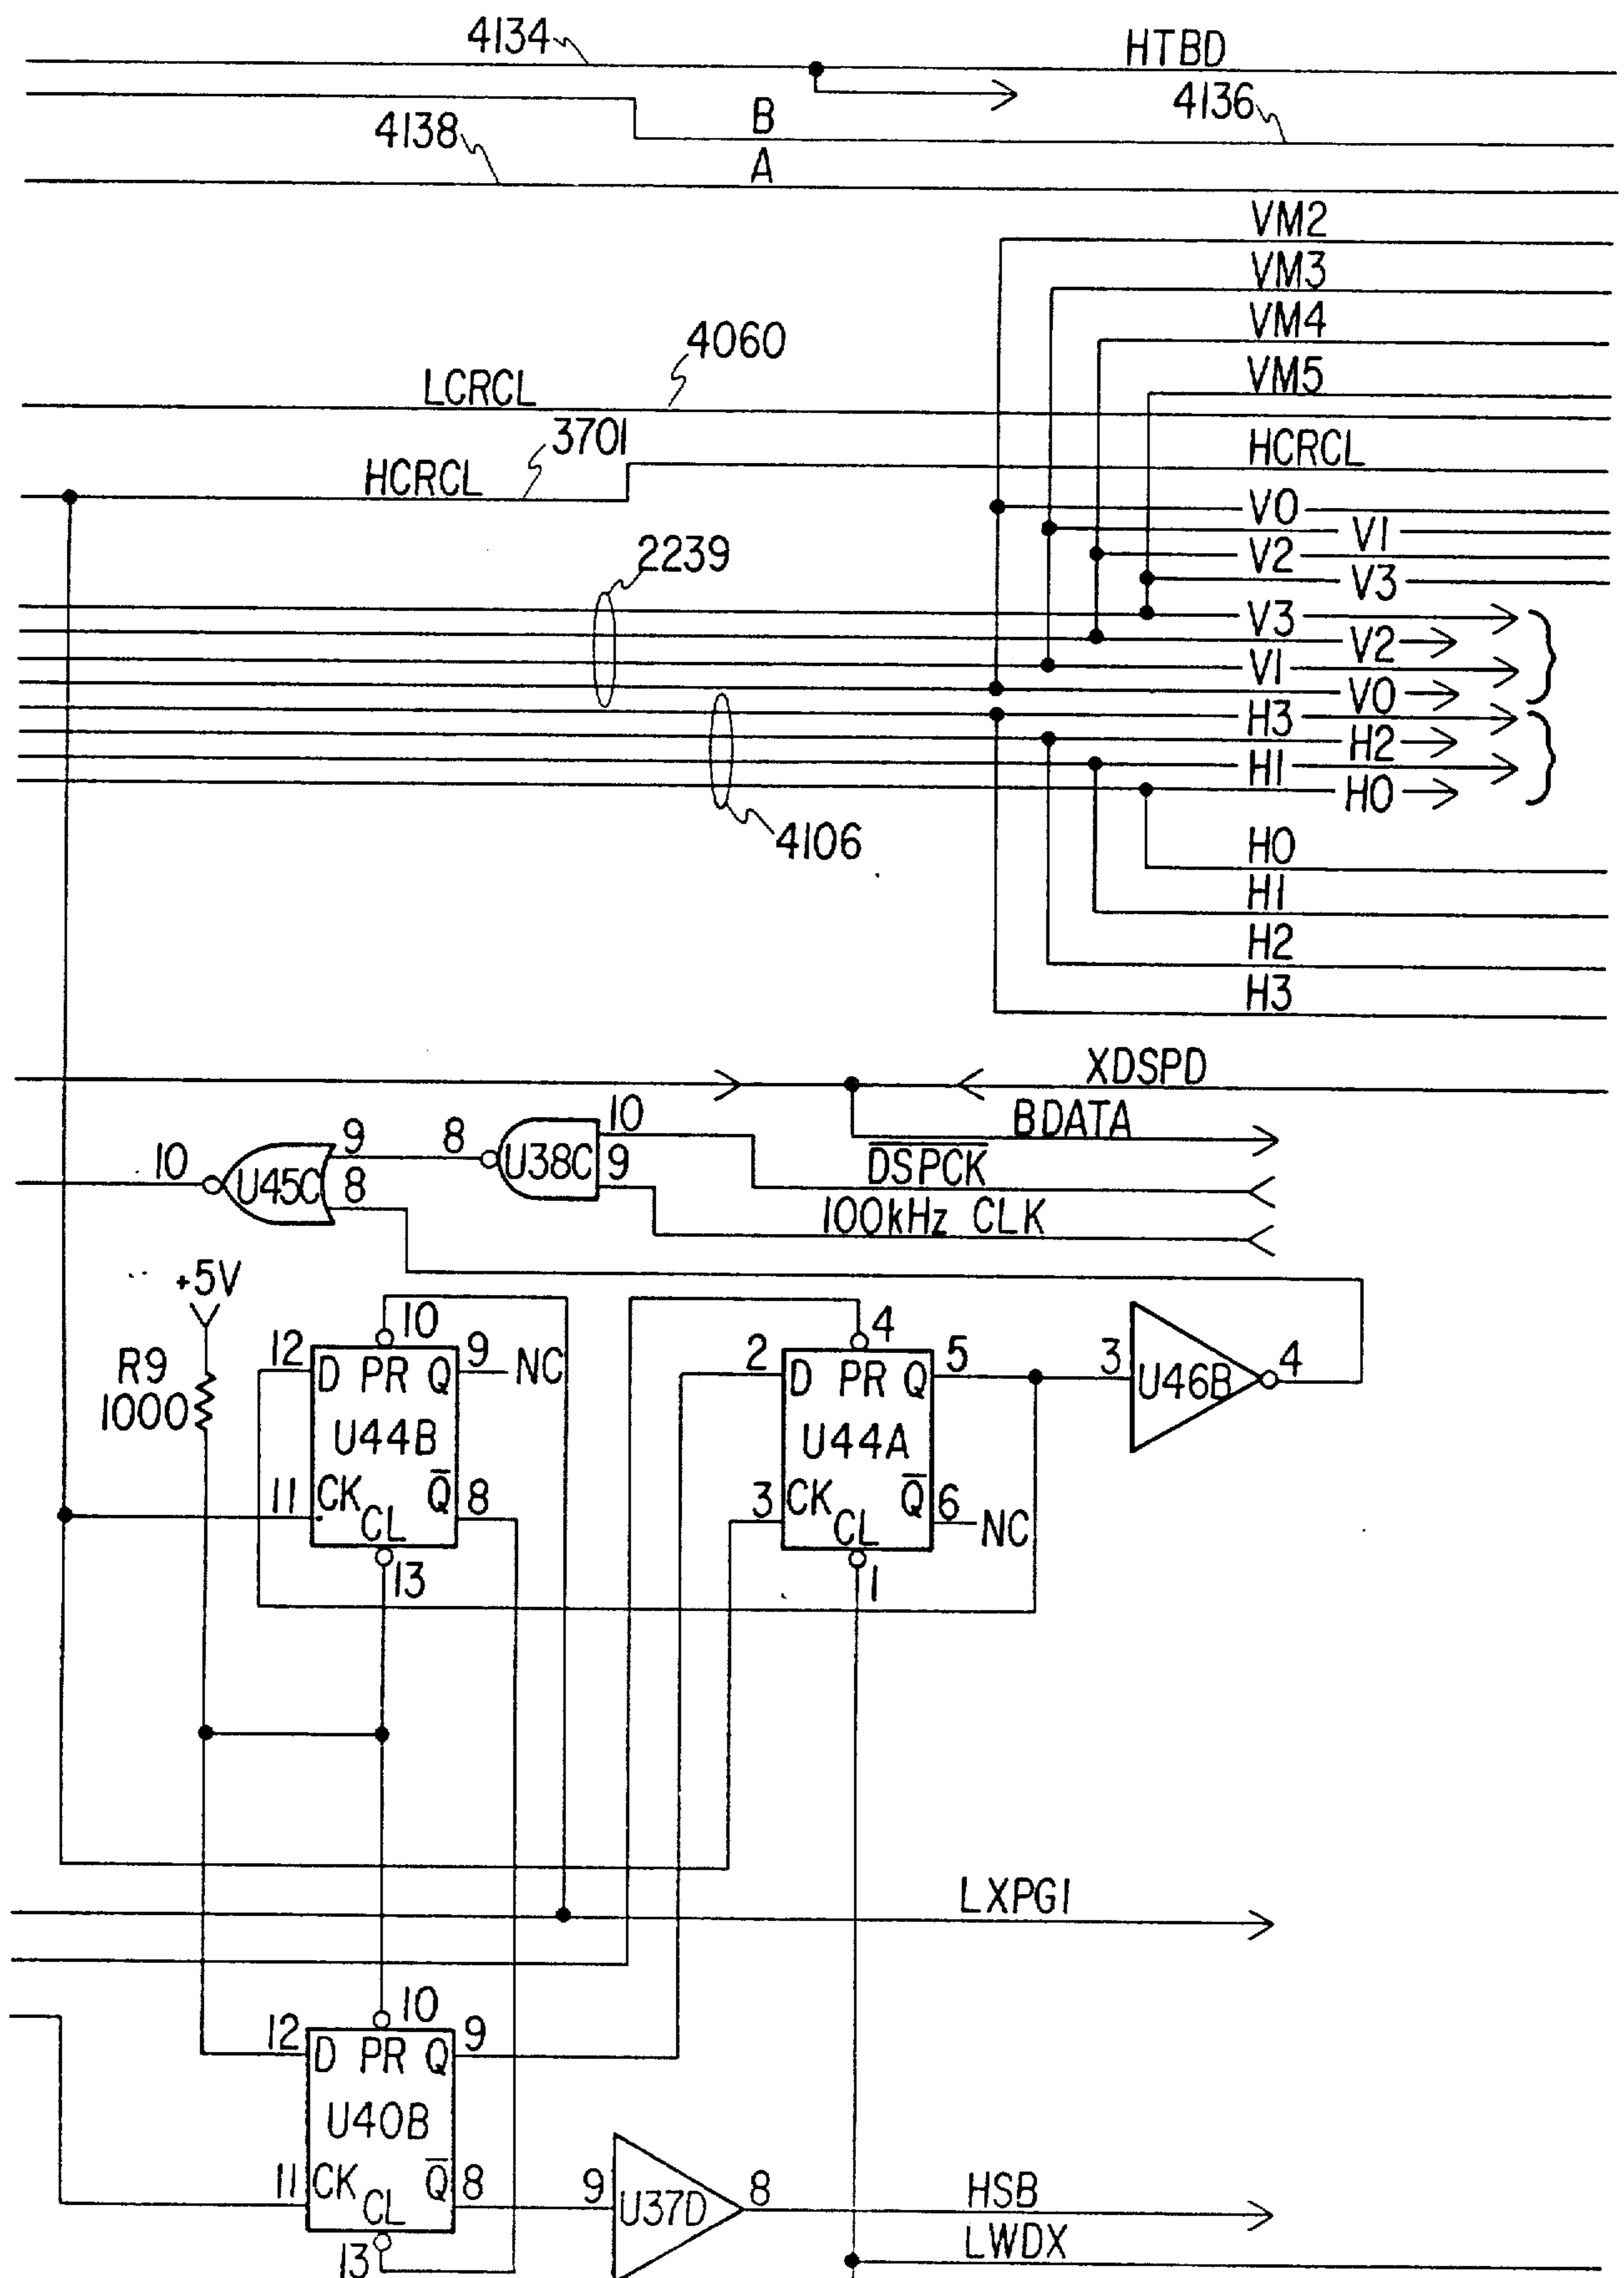 4134
HTBD
B
4136
4138
A
VM2
VM3
4060
VM4
LCRCL
VM5
3701
HCRCL
HCRCL
V0
V1
2239
V2
V3
V3
V2
V1
V0
H3
H2
H1
H0
4106
H0
H1
H2
H3
XDSPD
BDATA
10 U45C 9 8
8 U38C 10 9
DSPCK
100kHz CLK
+5V
R9
1000
12 D PR 10 Q 9 NC
U44B
11 CK CL Q 8
13
2 D PR 4 Q 5
U44A
3 CK CL Q 6 NC
1
3 U46B 4
LXPG1
10
12 D PR Q 9
U40B
11 CK CL Q 8
13
9 U37D 8
HSB
LWDX